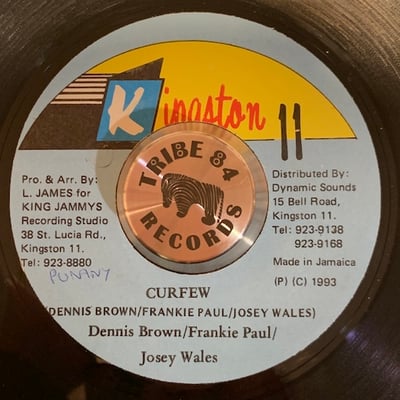 Kingston 11
TRIBE 84
RECORDS
Pro. & Arr. By:
L. JAMES for
KING JAMMYS
Recording Studio
38 St. Lucia Rd.,
Kingston 11.
Tel: 923-8880
PUNANY
Distributed By:
Dynamic Sounds
15 Bell Road,
Kingston 11.
Tel: 923-9138
923-9168
Made in Jamaica
(P) (C) 1993
CURFEW
(DENNIS BROWN/FRANKIE PAUL/JOSEY WALES)
Dennis Brown/Frankie Paul/
Josey Wales